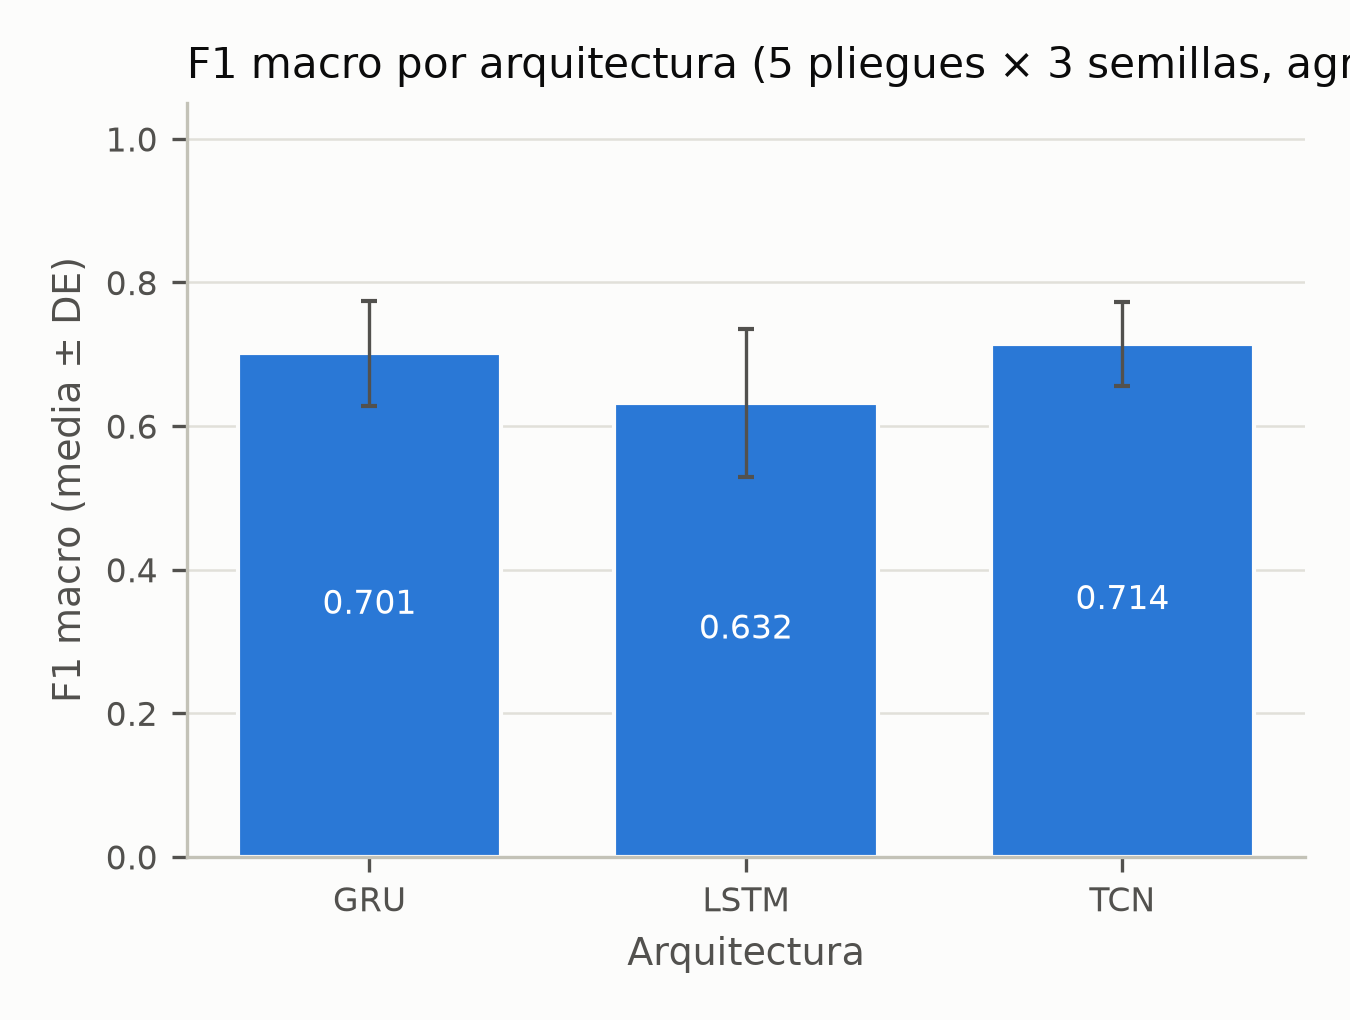 F1 macro por arquitectura (5 pliegues × 3 semillas,
F1 macro (media ± DE)
1.0
0.8
0.6
0.4
0.2
0.0
0.701
0.632
0.714
GRU
LSTM
TCN
Arquitectura